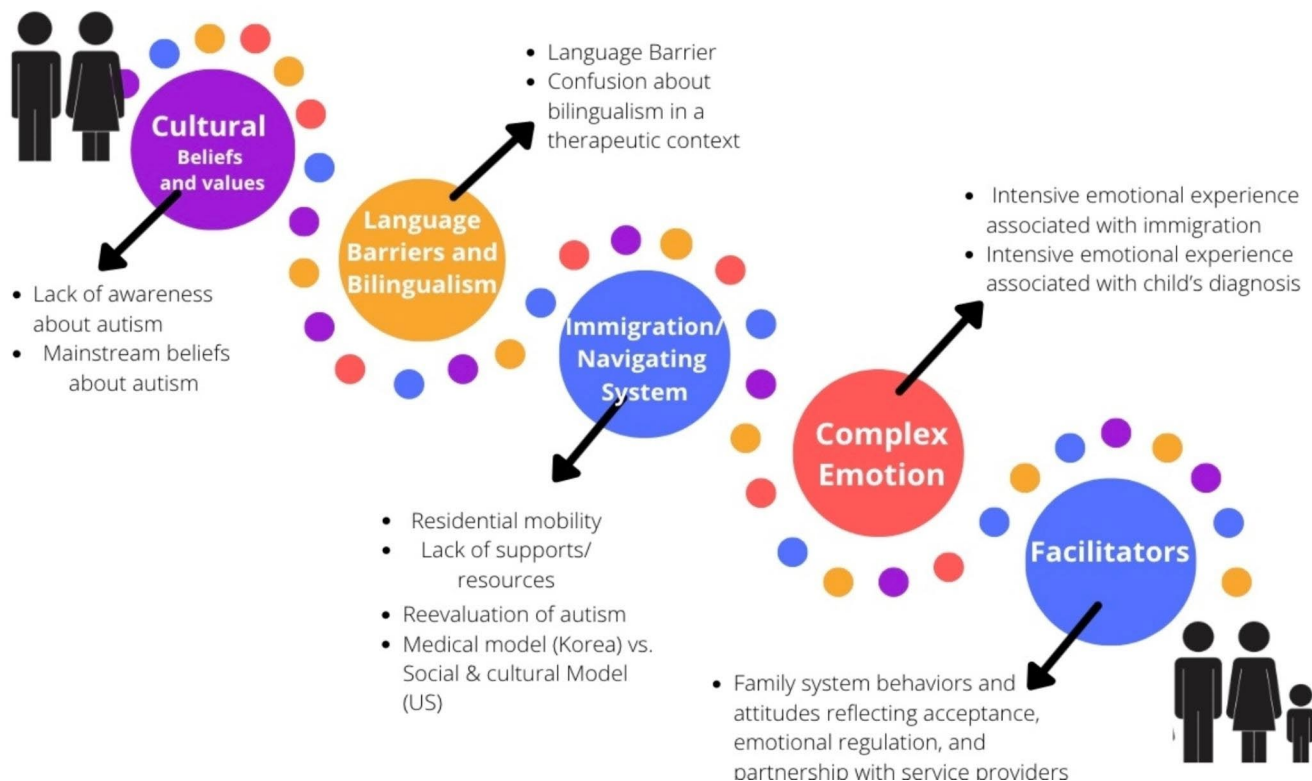 Cultural
Beliefs
and values
• Lack of awareness
about autism
• Mainstream beliefs
about autism
• Language Barrier
• Confusion about
bilingualism in a
therapeutic context
Language
Barriers and
Bilingualism
Immigration/
Navigating
System
• Residential mobility
• Lack of supports/
resources
• Reevaluation of autism
• Medical model (Korea) vs.
Social & cultural Model
(US)
• Intensive emotional experience
associated with immigration
• Intensive emotional experience
associated with child's diagnosis
Complex
Emotion
Facilitators
• Family system behaviors and
attitudes reflecting acceptance,
emotional regulation, and
partnership with service providers